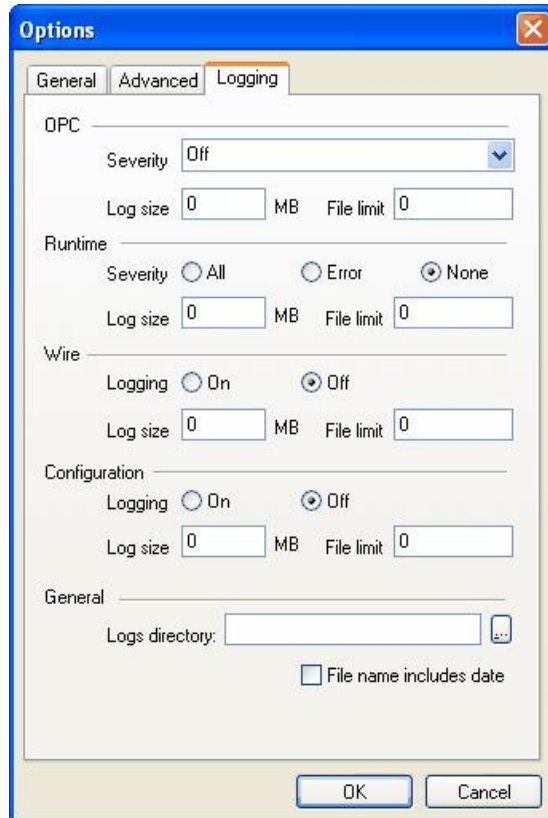 Options
General Advanced Logging
OPC
Severity Off
Log size 0 MB File limit 0
Runtime
Severity All Error None
Log size 0 MB File limit 0
Wire
Logging On Off
Log size 0 MB File limit 0
Configuration
Logging On Off
Log size 0 MB File limit 0
General
Logs directory: ...
File name includes date
OK Cancel